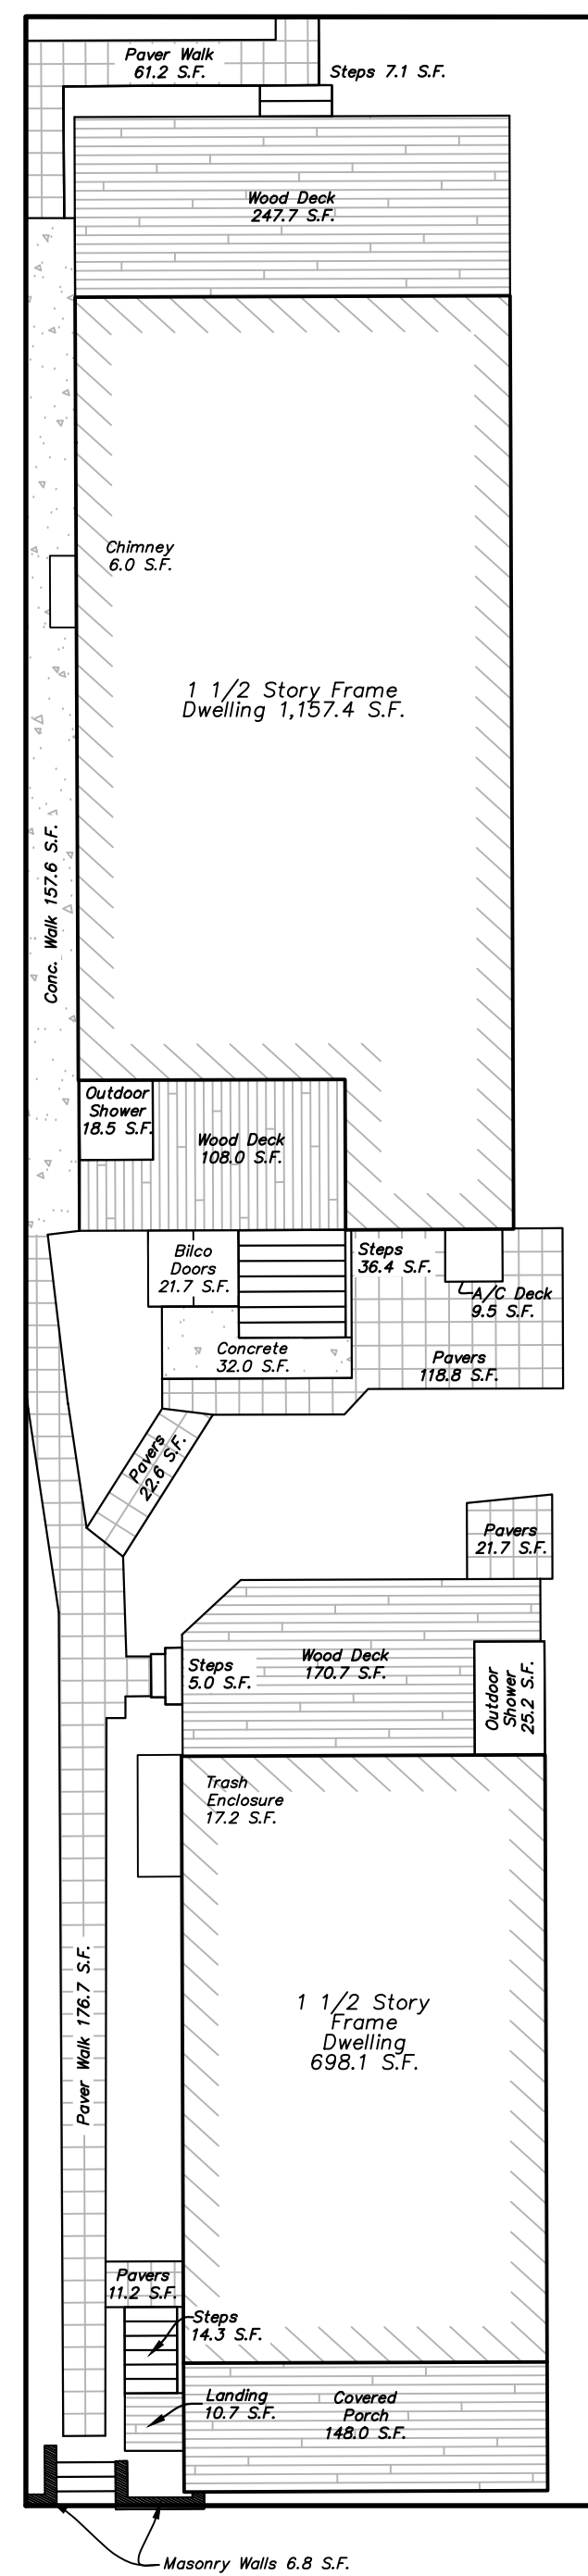 Paver Walk
61.2 S.F.
Steps 7.1 S.F.
Wood Deck
247.7 S.F.
Chimney
6.0 S.F.
1 1/2 Story Frame
Dwelling 1,157.4 S.F.
Conc. Walk 157.6 S.F.
Outdoor
Shower
18.5 S.F.
Wood Deck
108.0 S.F.
Bilco
Doors
21.7 S.F.
Steps
36.4 S.F.
A/C Deck
9.5 S.F.
Concrete
32.0 S.F.
Pavers
118.8 S.F.
Pavers
22.6 S.F.
Pavers
21.7 S.F.
Steps
5.0 S.F.
Wood Deck
170.7 S.F.
Outdoor
Shower
25.2 S.F.
Trash
Enclosure
17.2 S.F.
Paver Walk 176.7 S.F.
1 1/2 Story
Frame
Dwelling
698.1 S.F.
Pavers
11.2 S.F.
Steps
14.3 S.F.
Landing
10.7 S.F.
Covered
Porch
148.0 S.F.
Masonry Walls 6.8 S.F.